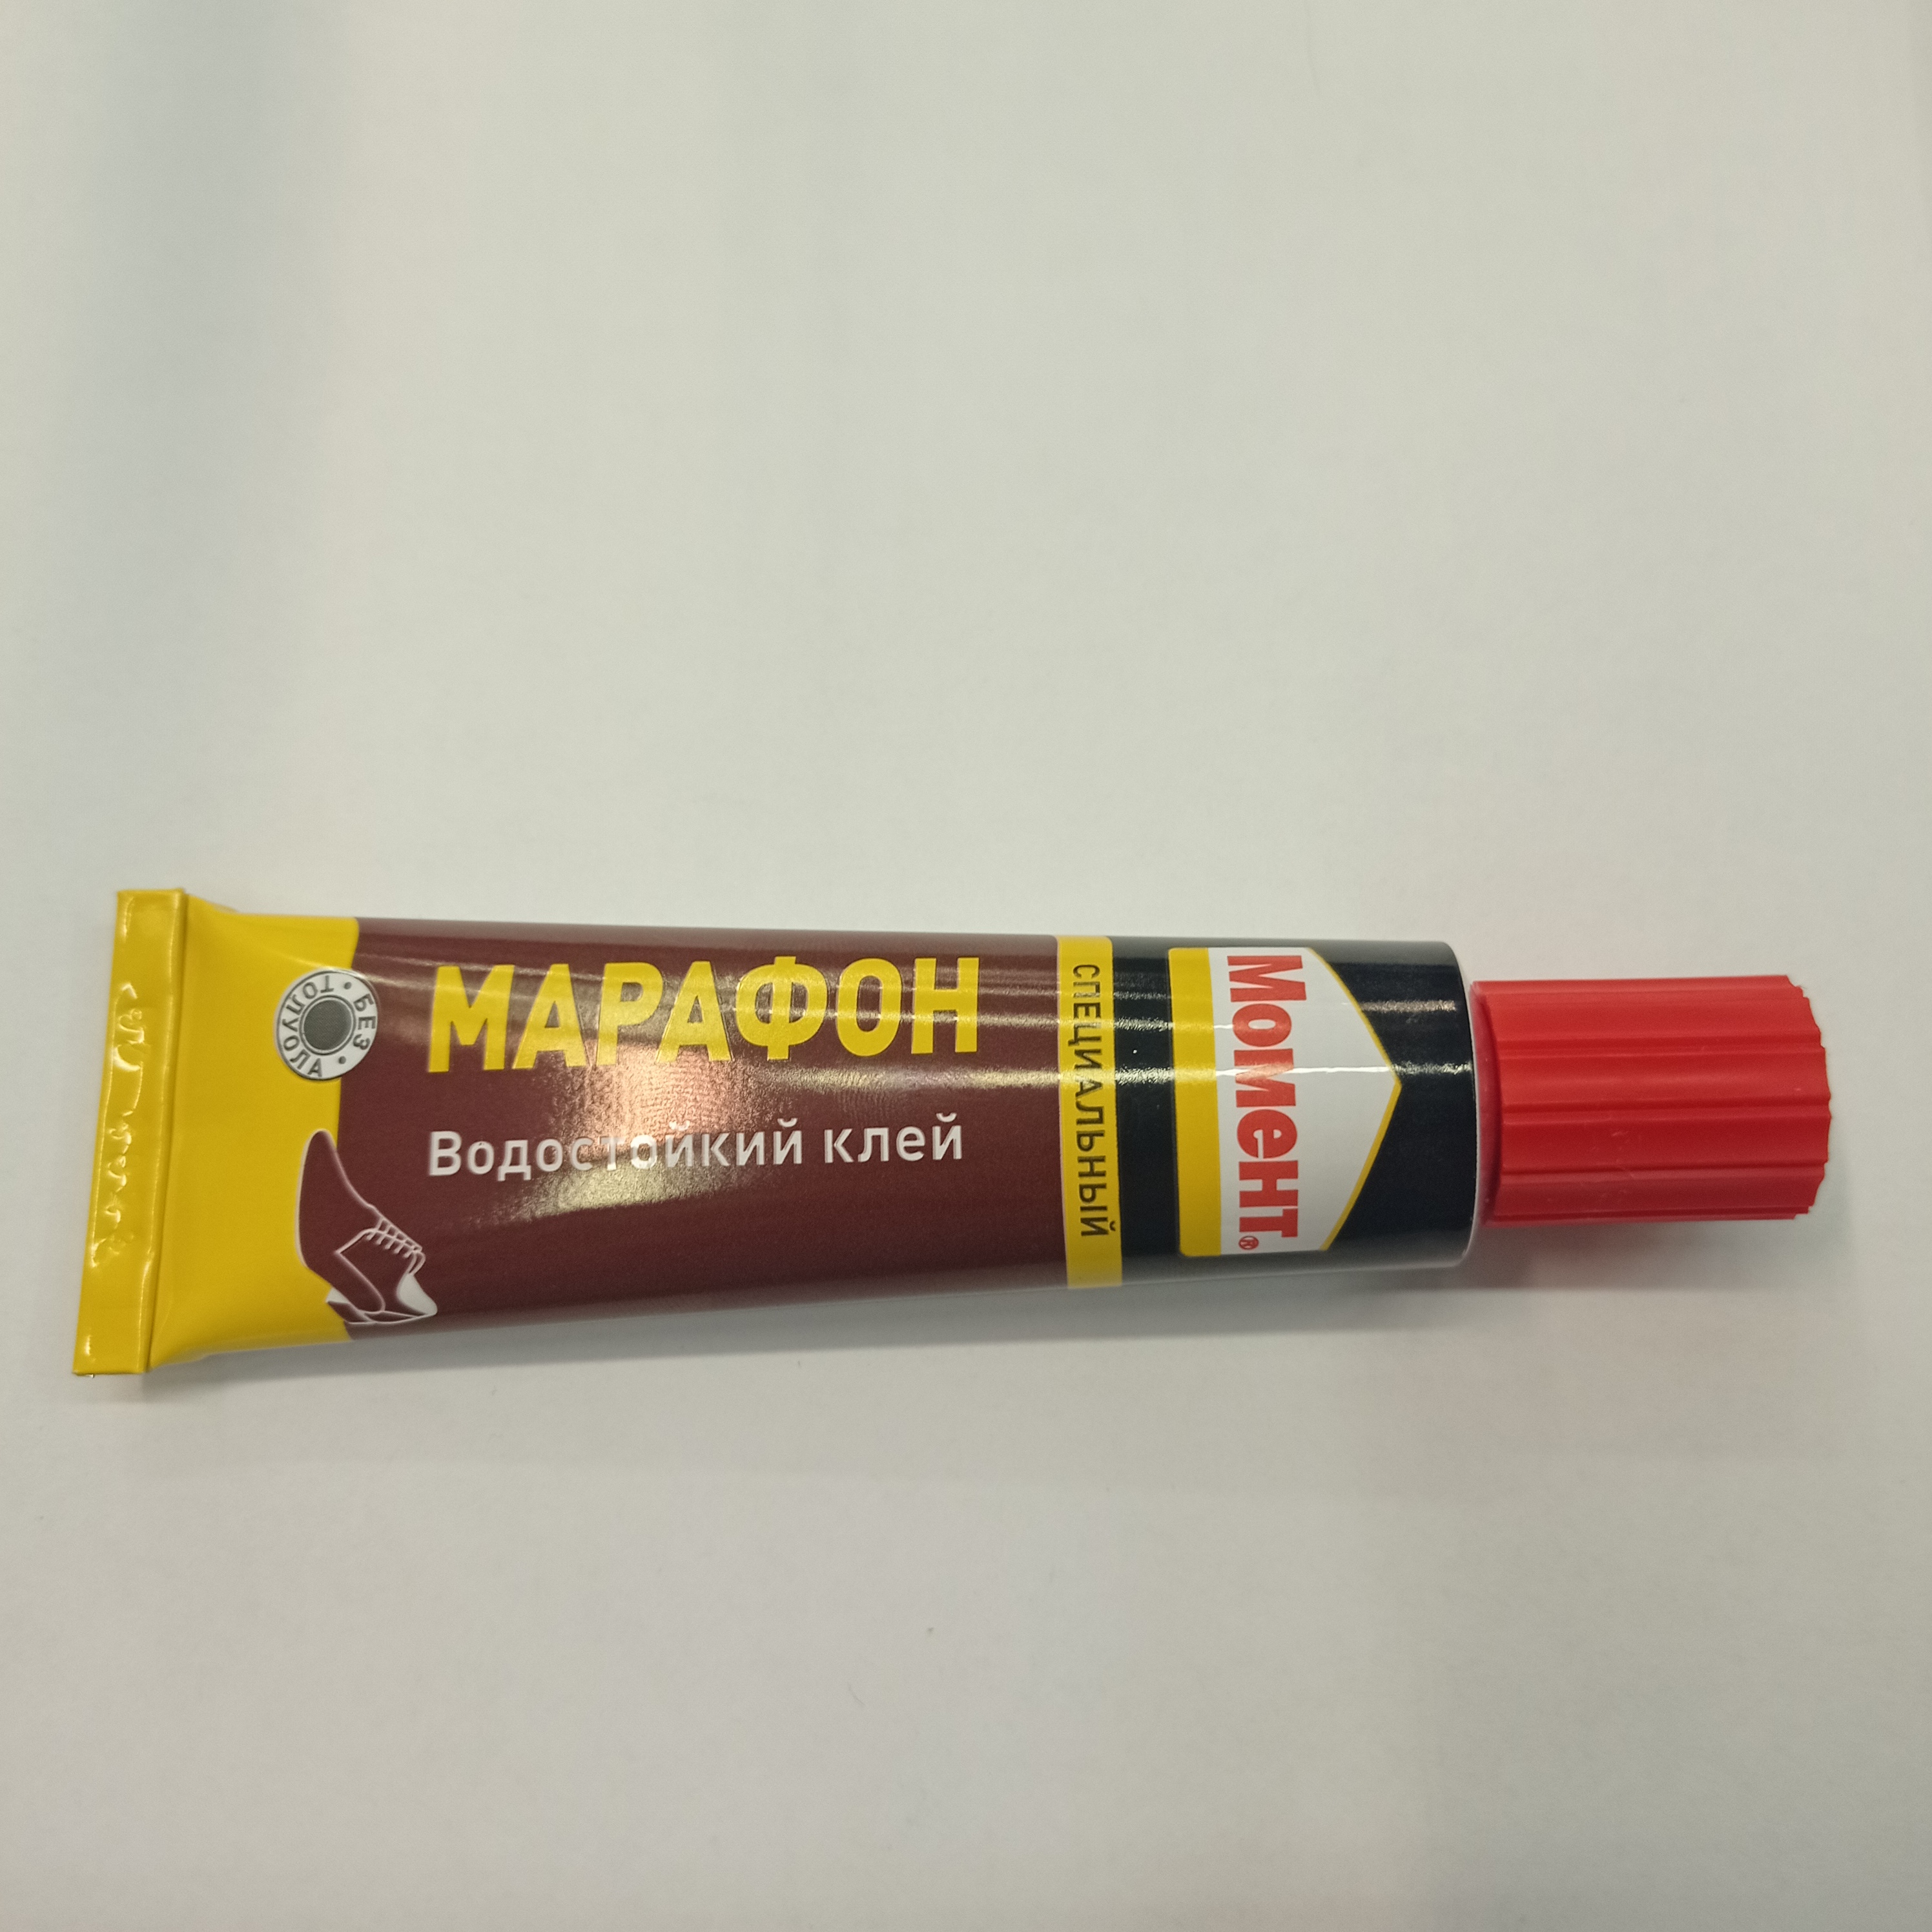 МАРАФОН
Водостойкий клей
БЕЗ • ТОЛУОЛА •
СПЕЦИАЛЬНЫЙ
Момент®